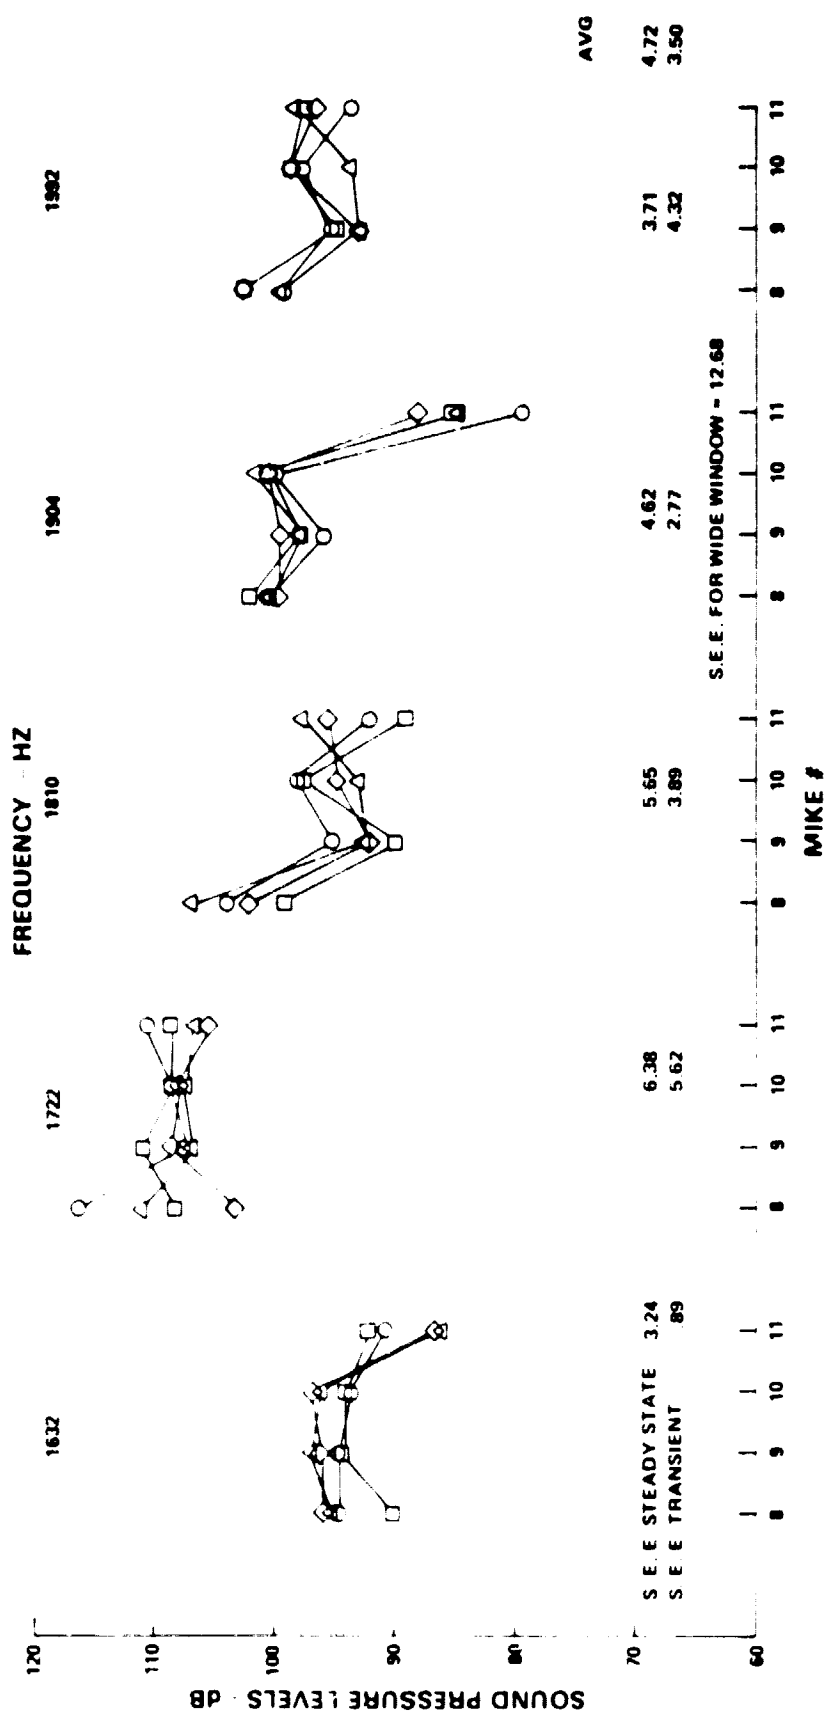 FREQUENCY - HZ
1632 1722 1810 1904 1992
SOUND PRESSURE LEVELS - dB
120
110
100
90
80
70
60
AVG
S.E.E STEADY STATE 3.24 6.38 5.65 4.62 3.71 4.72
S.E.E TRANSIENT .89 5.62 3.89 2.77 4.32 3.50
S.E.E. FOR WIDE WINDOW = 12.68
8 9 10 11 8 9 10 11 8 9 10 11 8 9 10 11 8 9 10 11
MIKE #